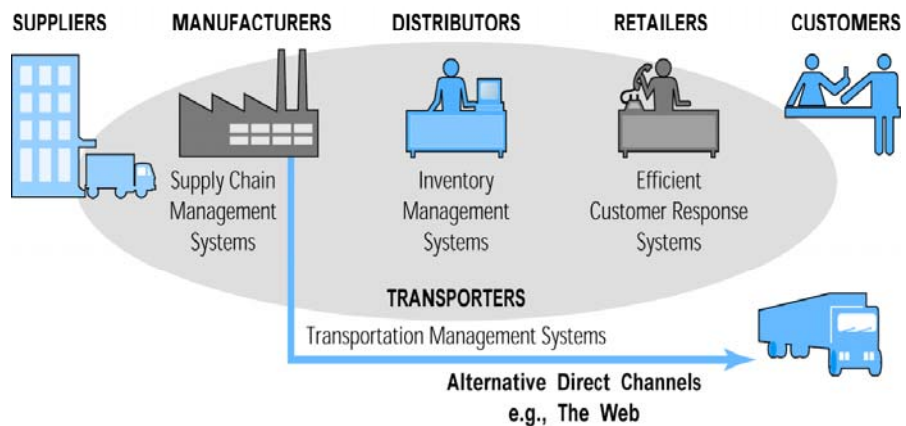 SUPPLIERS
MANUFACTURERS
DISTRIBUTORS
RETAILERS
CUSTOMERS
Supply Chain
Management
Systems
Inventory
Management
Systems
Efficient
Customer Response
Systems
TRANSPORTERS
Transportation Management Systems
Alternative Direct Channels
e.g., The Web